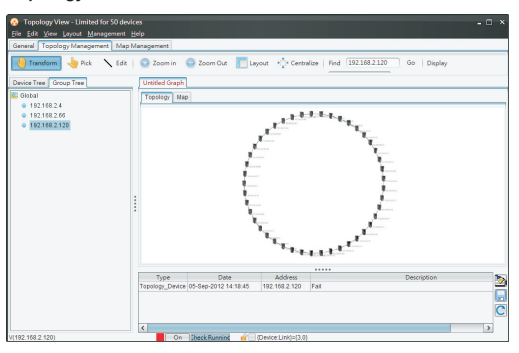 Topology View - Limited for 50 devices
File Edit View Layout Management Help
General Topology Management Map Management
Transform Pick Edit Zoom in Zoom Out Layout Centralize Find 192.168.2.120 Go Display
Device Tree Group Tree Untitled Graph
Global Topology Map
192.168.2.4
192.168.2.66
192.168.2.120
Type Date Address Description
Topology_Device 05-Sep-2012 14:18:45 192.168.2.120 Fail
V(192.168.2.120) On Check Running (Device:Link)=(3,0)